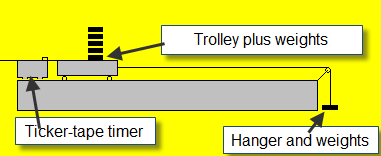 Trolley plus weights
Ticker-tape timer
Hanger and weights